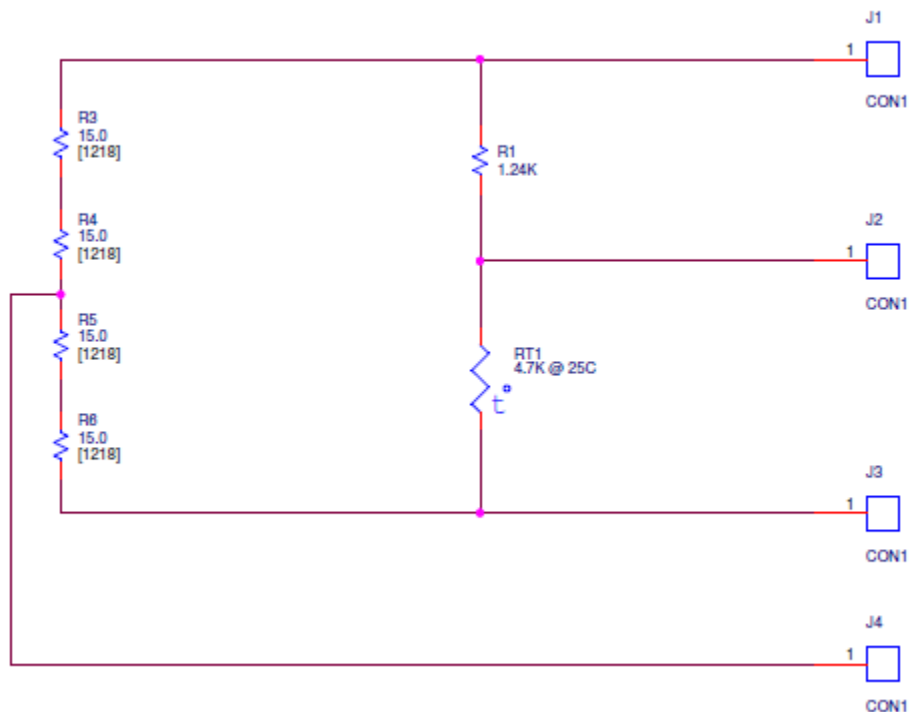 J1
1
CON1
R3
15.0
[1218]
R1
1.24K
R4
15.0
[1218]
J2
1
CON1
R5
15.0
[1218]
RT1
4.7K @ 25C
t°
R6
15.0
[1218]
J3
1
CON1
J4
1
CON1